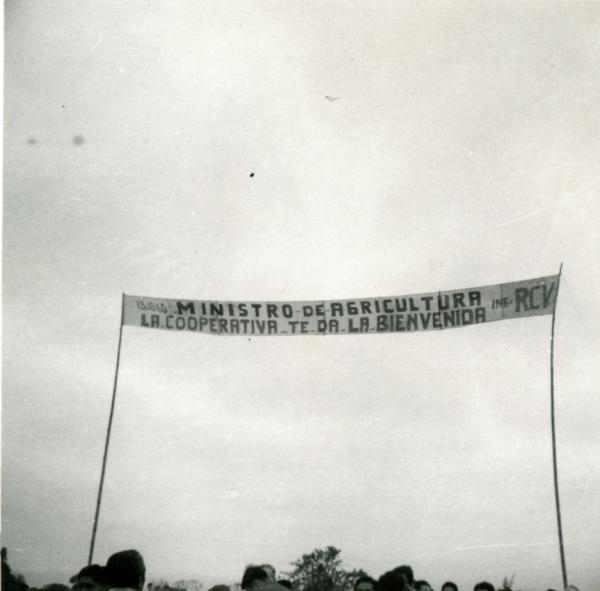 MINISTRO-DE-AGRICULTURA ING: RCV
LA-COOPERATIVA-TE-DA-LA-BIENVENIDA